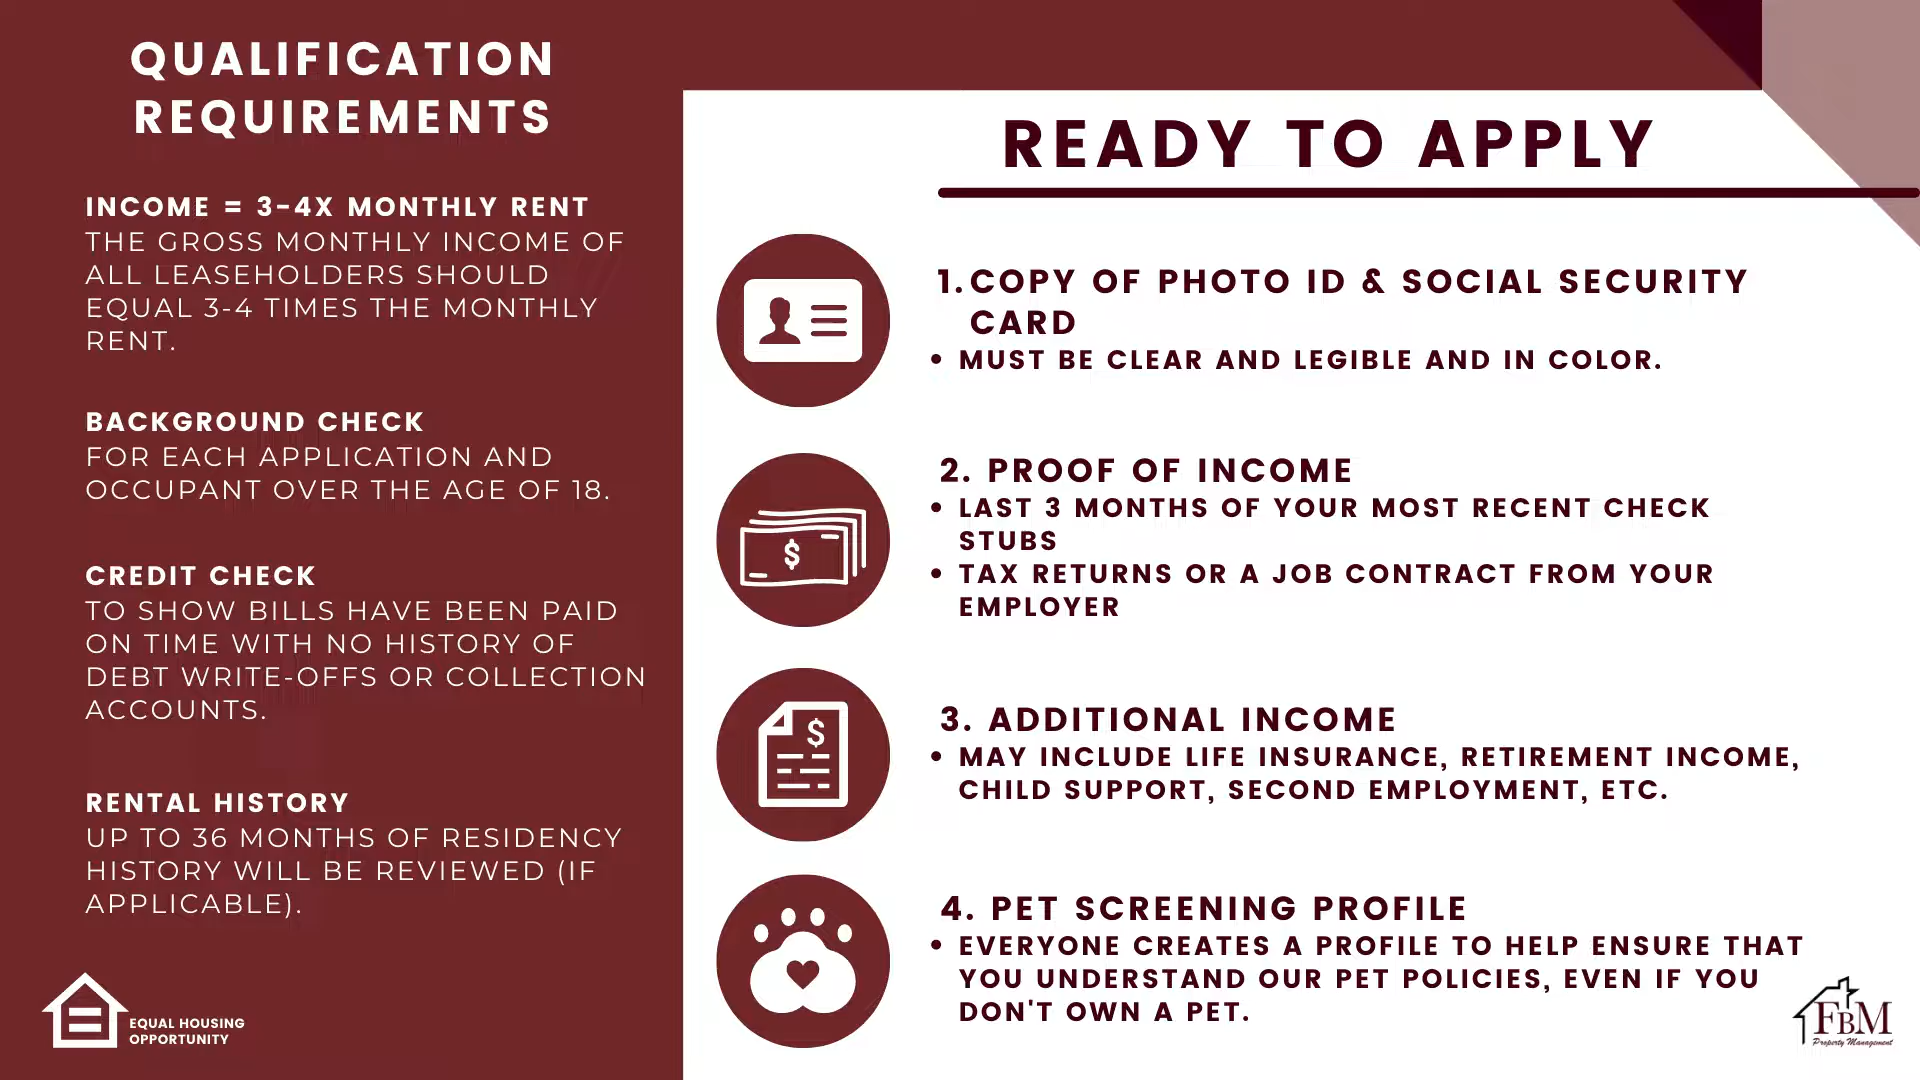 QUALIFICATION
REQUIREMENTS
INCOME = 3-4X MONTHLY RENT
THE GROSS MONTHLY INCOME OF
ALL LEASEHOLDERS SHOULD
EQUAL 3-4 TIMES THE MONTHLY
RENT.
BACKGROUND CHECK
FOR EACH APPLICATION AND
OCCUPANT OVER THE AGE OF 18.
CREDIT CHECK
TO SHOW BILLS HAVE BEEN PAID
ON TIME WITH NO HISTORY OF
DEBT WRITE-OFFS OR COLLECTION
ACCOUNTS.
RENTAL HISTORY
UP TO 36 MONTHS OF RESIDENCY
HISTORY WILL BE REVIEWED (IF
APPLICABLE).
EQUAL HOUSING
OPPORTUNITY
READY TO APPLY
1. COPY OF PHOTO ID & SOCIAL SECURITY
CARD
• MUST BE CLEAR AND LEGIBLE AND IN COLOR.
2. PROOF OF INCOME
• LAST 3 MONTHS OF YOUR MOST RECENT CHECK
STUBS
• TAX RETURNS OR A JOB CONTRACT FROM YOUR
EMPLOYER
$
3. ADDITIONAL INCOME
• MAY INCLUDE LIFE INSURANCE, RETIREMENT INCOME,
CHILD SUPPORT, SECOND EMPLOYMENT, ETC.
$
4. PET SCREENING PROFILE
• EVERYONE CREATES A PROFILE TO HELP ENSURE THAT
YOU UNDERSTAND OUR PET POLICIES, EVEN IF YOU
DON'T OWN A PET.
FBM
Property Management